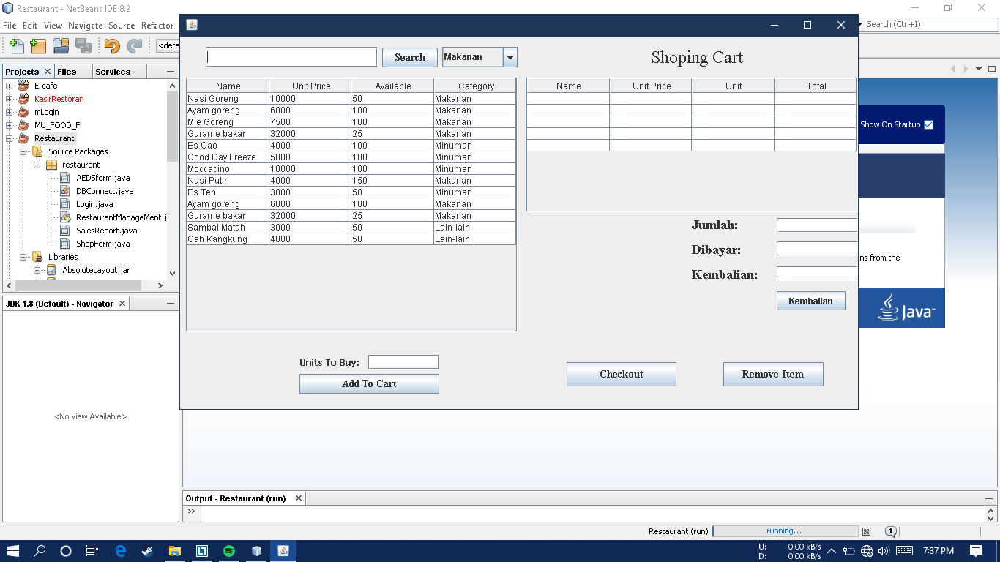 Restaurant - NetBeans IDE 8.2
File Edit View Navigate Source Refactor
Search (Ctrl+I)
<defa
Projects Files Services
E-cafe
KasirRestoran
mLogin
MU_FOOD_F
Restaurant
Source Packages
restaurant
AEDSform.java
DBConnect.java
Login.java
RestaurantManageMent.j
SalesReport.java
ShopForm.java
Libraries
AbsoluteLayout.jar
JDK 1.8 (Default) - Navigator
<No View Available>
Search
Makanan
Shoping Cart
Name Unit Price Available Category
Nasi Goreng 10000 50 Makanan
Ayam goreng 6000 100 Makanan
Mie Goreng 7500 100 Makanan
Gurame bakar 32000 25 Makanan
Es Cao 4000 100 Minuman
Good Day Freeze 5000 100 Minuman
Moccacino 10000 100 Minuman
Nasi Putih 4000 150 Makanan
Es Teh 3000 50 Minuman
Ayam goreng 6000 100 Makanan
Gurame bakar 32000 25 Makanan
Sambal Matah 3000 50 Lain-lain
Cah Kangkung 4000 50 Lain-lain
Name Unit Price Unit Total
Jumlah:
Dibayar:
Kembalian:
Kembalian
Units To Buy:
Add To Cart
Checkout
Remove Item
Show On Startup
ins from the
Java™
Output - Restaurant (run)
>>
Restaurant (run) running... 1
U: 0.00 kB/s
D: 0.00 kB/s
7:37 PM